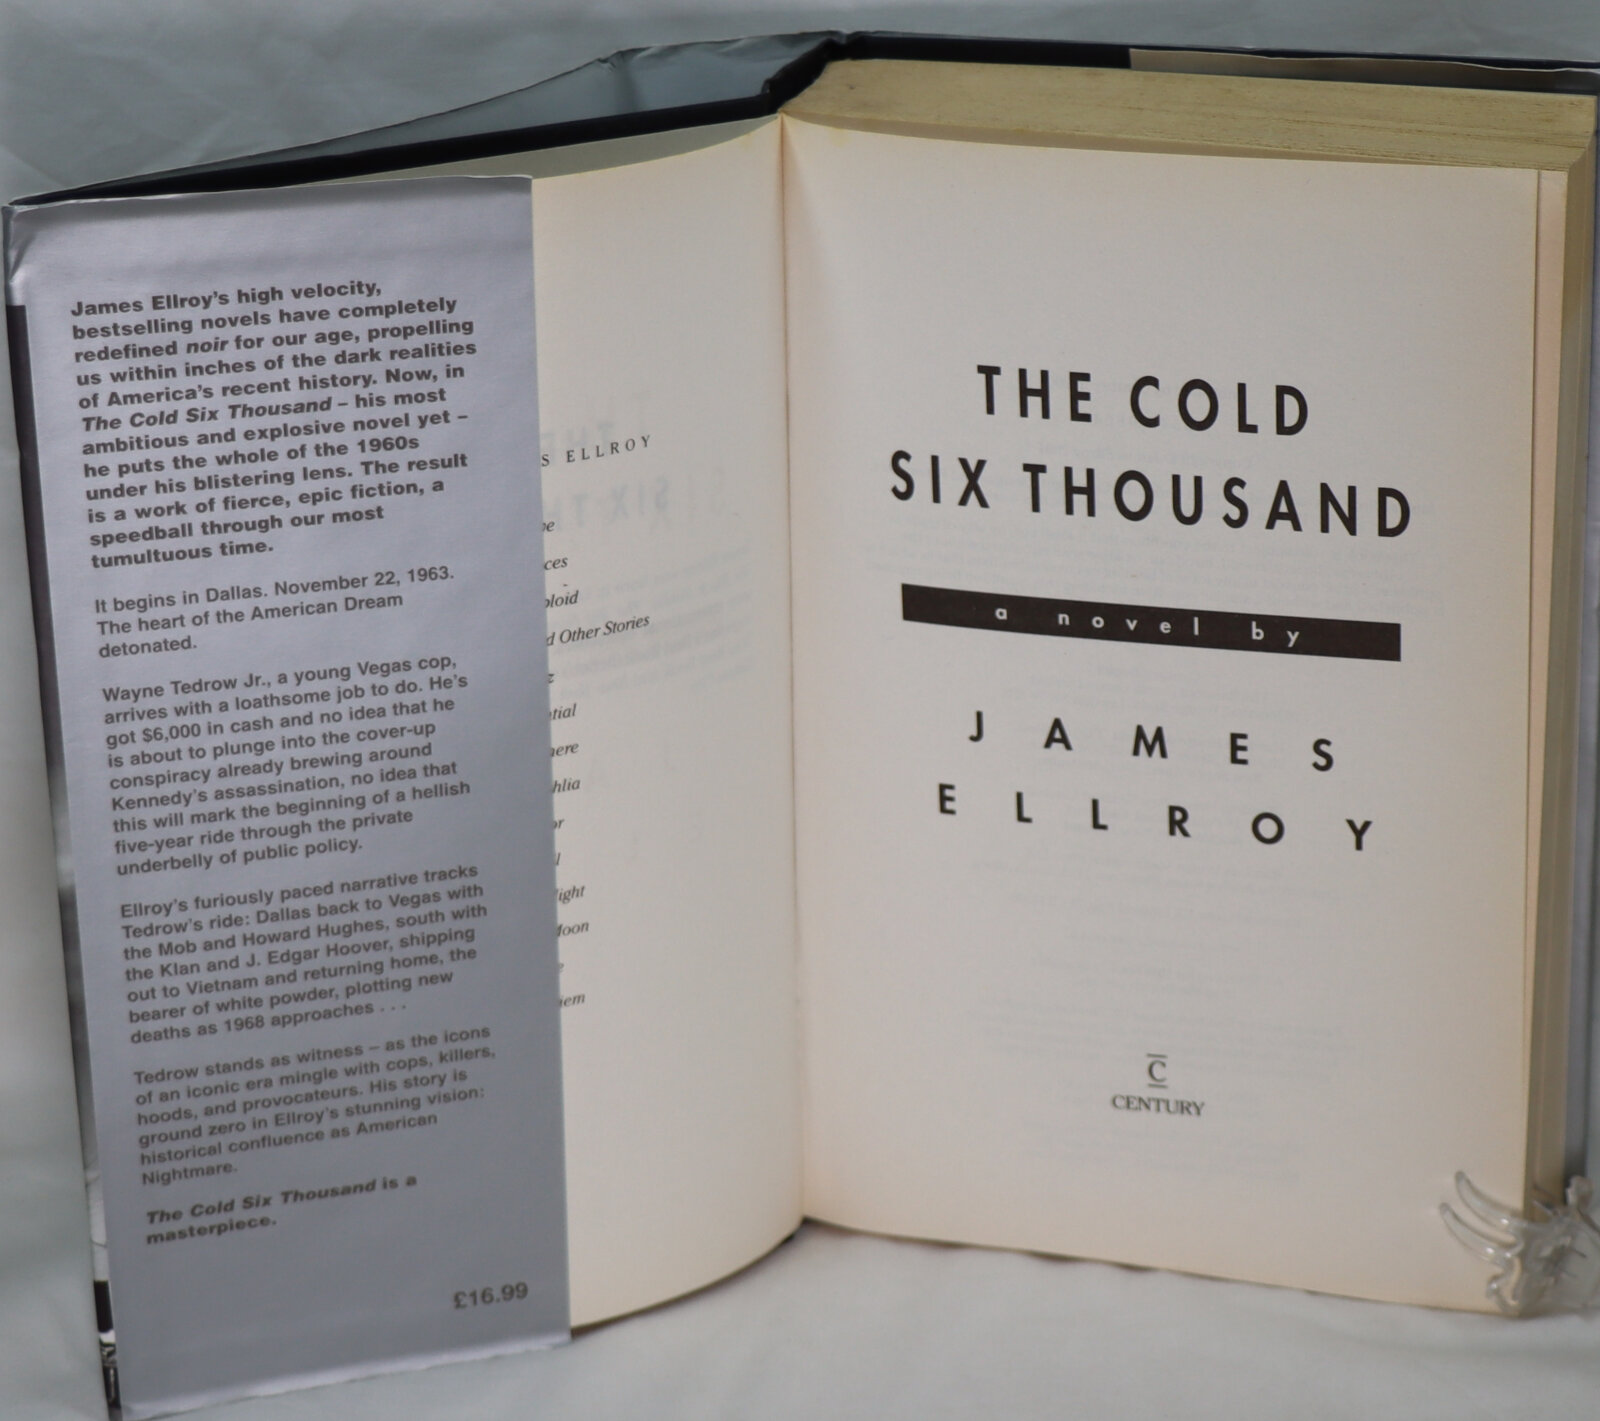 James Ellroy's high velocity,
bestselling novels have completely
redefined noir for our age, propelling
us within inches of the dark realities
of America's recent history. Now, in
The Cold Six Thousand – his most
ambitious and explosive novel yet –
he puts the whole of the 1960s
under his blistering lens. The result
is a work of fierce, epic fiction, a
speedball through our most
tumultuous time.
It begins in Dallas. November 22, 1963.
The heart of the American Dream
detonated.
Wayne Tedrow Jr., a young Vegas cop,
arrives with a loathsome job to do. He's
got $6,000 in cash and no idea that he
is about to plunge into the cover-up
conspiracy already brewing around
Kennedy's assassination, no idea that
this will mark the beginning of a hellish
five-year ride through the private
underbelly of public policy.
Ellroy's furiously paced narrative tracks
Tedrow's ride: Dallas back to Vegas with
the Mob and Howard Hughes, south with
the Klan and J. Edgar Hoover, shipping
out to Vietnam and returning home, the
bearer of white powder, plotting new
deaths as 1968 approaches . . .
Tedrow stands as witness – as the icons
of an iconic era mingle with cops, killers,
hoods, and provocateurs. His story is
ground zero in Ellroy's stunning vision:
historical confluence as American
Nightmare.
The Cold Six Thousand is a
masterpiece.
£16.99
S ELLROY
ces
d Other Stories
tial
here
hlia
ight
Moon
iem
THE COLD
SIX THOUSAND
a novel by
JAMES
ELLROY
C
CENTURY